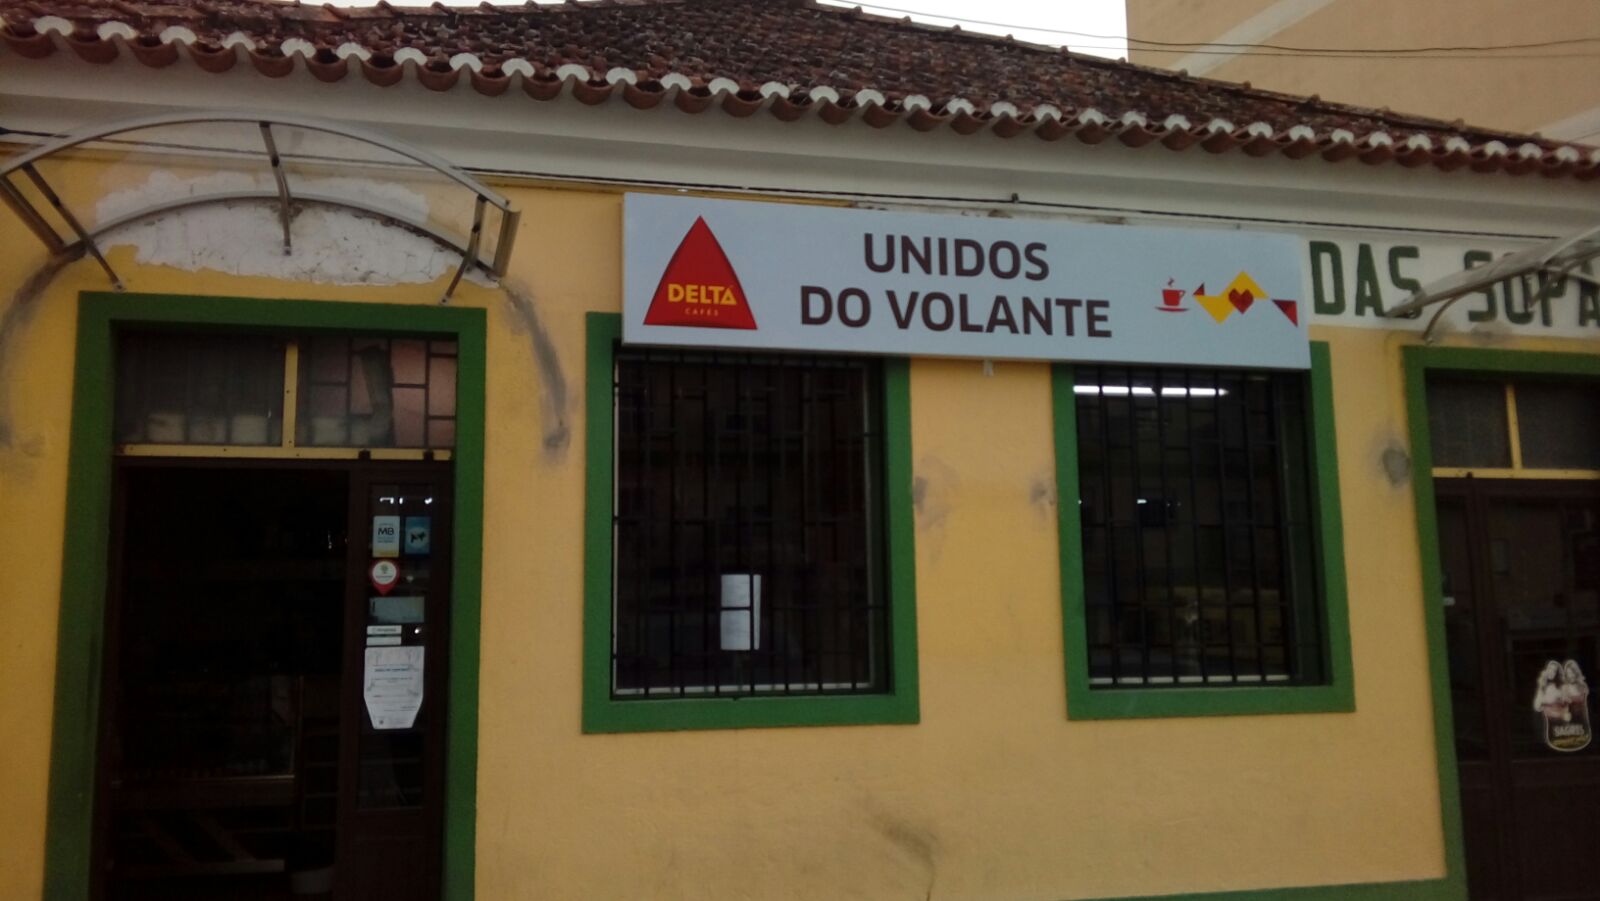 DELTA
CAFÉS
UNIDOS
DO VOLANTE
DAS SOPA
MB
SAGRES